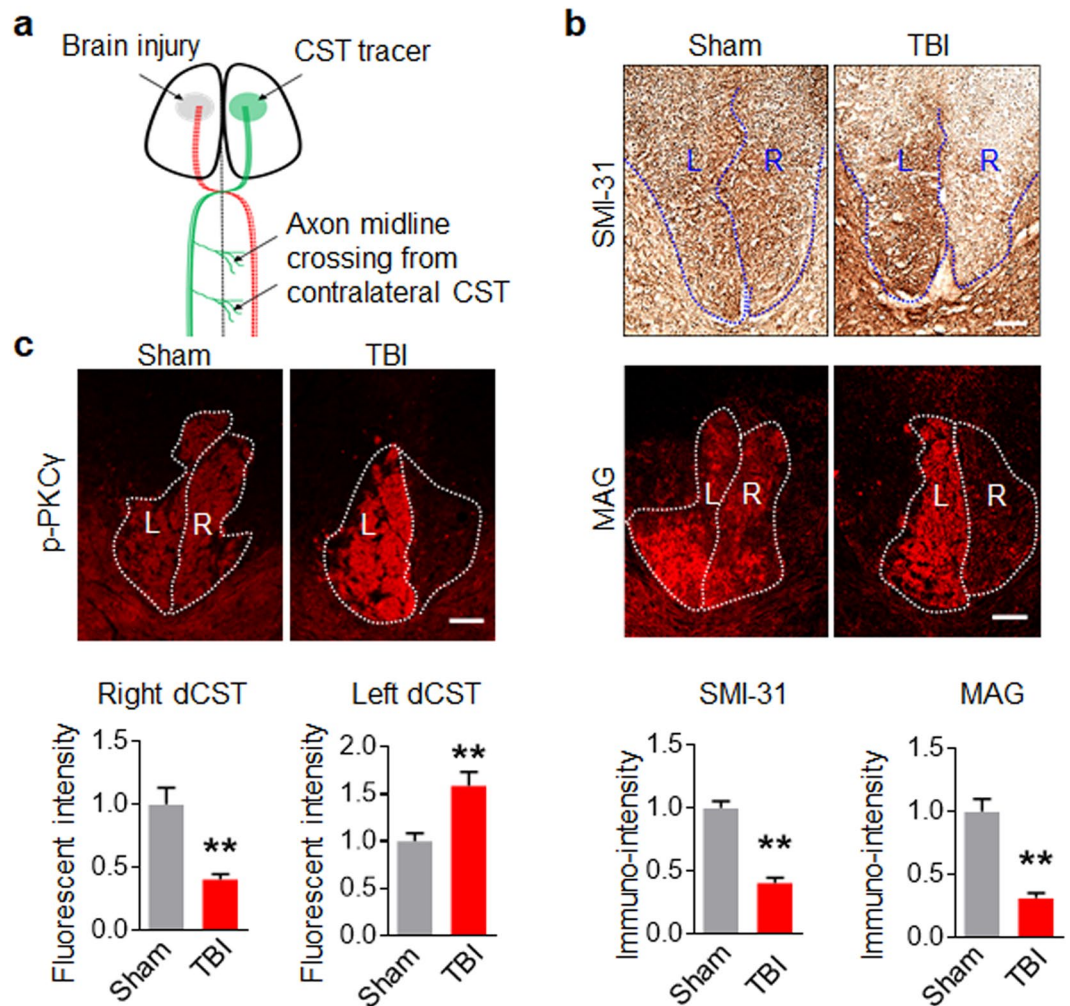 a
Brain injury
CST tracer
Axon midline
crossing from
contralateral CST
b
Sham
TBI
SMI-31
L
R
L
R
MAG
L
R
L
R
SMI-31
MAG
Immuno-intensity
1.5
1.0
0.5
0.0
**
Sham
TBI
Immuno-intensity
1.5
1.0
0.5
0.0
**
Sham
TBI
c
Sham
TBI
p-PKCγ
L
R
L
Right dCST
Left dCST
Fluorescent intensity
1.5
1.0
0.5
0.0
**
Sham
TBI
Fluorescent intensity
2.0
1.5
1.0
0.5
0.0
**
Sham
TBI